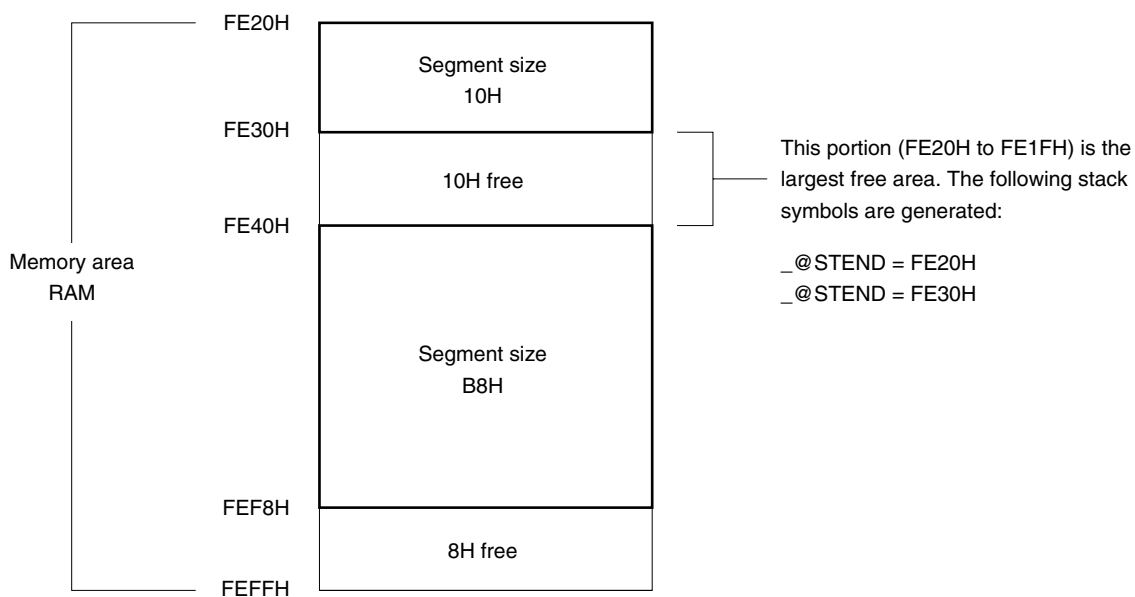 FE20H
Segment size
10H
FE30H
10H free
FE40H
This portion (FE20H to FE1FH) is the
largest free area. The following stack
symbols are generated:
_@STEND = FE20H
_@STEND = FE30H
Memory area
RAM
Segment size
B8H
FEF8H
8H free
FEFFH